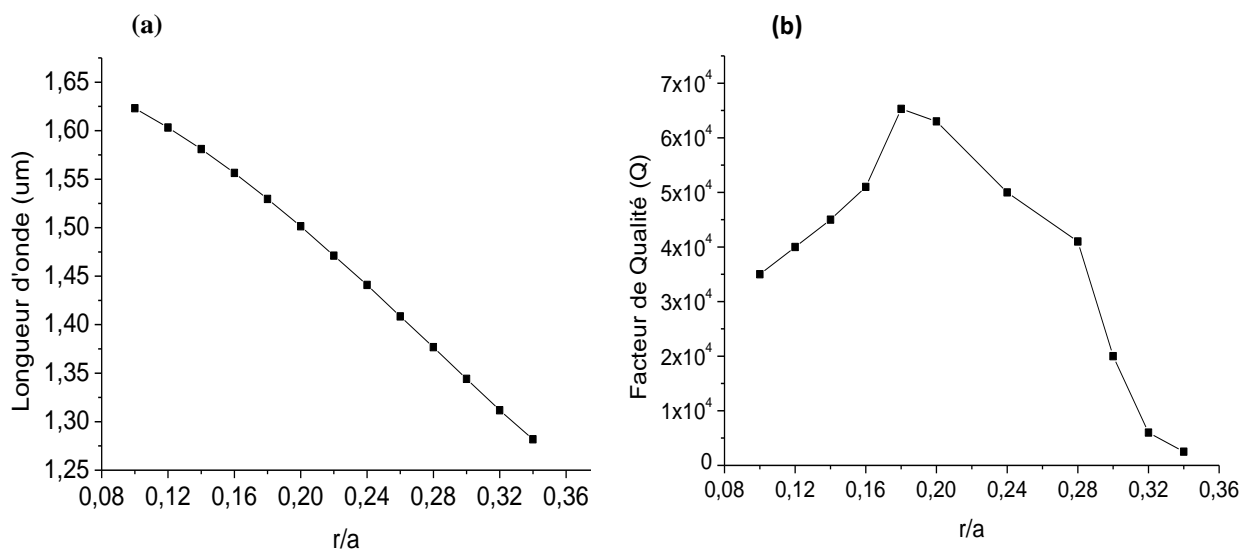 (a)
1,65
1,60
1,55
1,50
1,45
1,40
1,35
1,30
1,25
Longueur d'onde (um)
0,08 0,12 0,16 0,20 0,24 0,28 0,32 0,36
r/a
(b)
7x10⁴
6x10⁴
5x10⁴
4x10⁴
3x10⁴
2x10⁴
1x10⁴
0
Facteur de Qualité (Q)
0,08 0,12 0,16 0,20 0,24 0,28 0,32 0,36
r/a